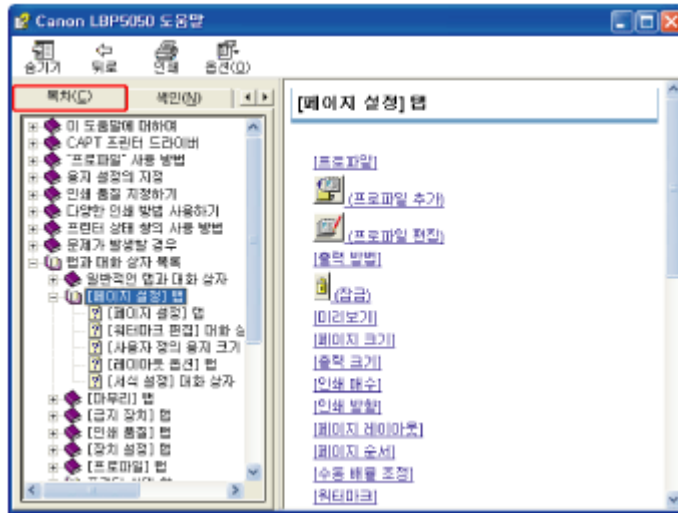 Canon LBP5050 도움말
숨기기 뒤로 인쇄 옵션(O)
목차(C) 색인(N)
이 도움말에 대하여
CAPT 프린터 드라이버
"프로파일" 사용 방법
용지 설정의 지정
인쇄 품질 지정하기
다양한 인쇄 방법 사용하기
프린터 상태 창의 사용 방법
문제가 발생할 경우
탭과 대화 상자 목록
일반적인 탭과 대화 상자
[페이지 설정] 탭
[페이지 설정] 탭
[워터마크 편집] 대화 상
[사용자 정의 용지 크기
[레이아웃 옵션] 탭
[서식 설정] 대화 상자
[마무리] 탭
[급지 장치] 탭
[인쇄 품질] 탭
[장치 설정] 탭
[프로파일] 탭
[페이지 설정] 탭
[프로파일]
(프로파일 추가)
(프로파일 편집)
[출력 방법]
(잠금)
[미리보기]
[페이지 크기]
[출력 크기]
[인쇄 매수]
[인쇄 방향]
[페이지 레이아웃]
[페이지 순서]
[수동 배율 조정]
[워터마크]